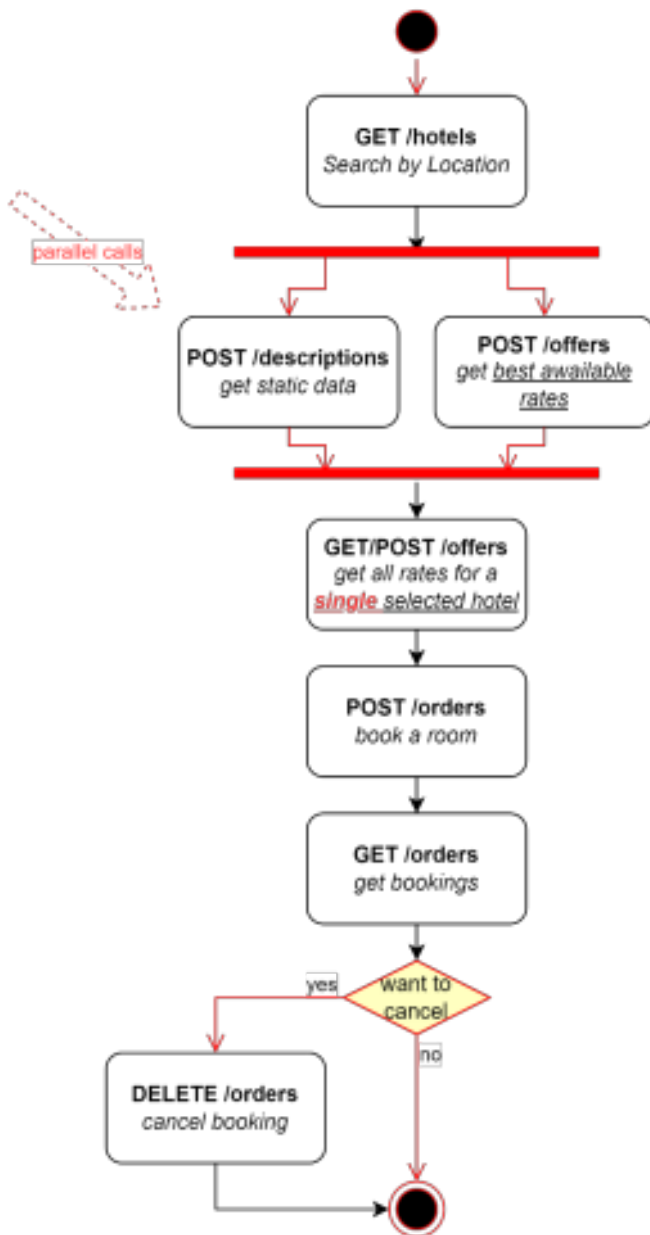 GET /hotels
Search by Location
parallel calls
POST /descriptions
get static data
POST /offers
get best awailable
rates
GET/POST /offers
get all rates for a
single selected hotel
POST /orders
book a room
GET /orders
get bookings
want to
cancel
yes
no
DELETE /orders
cancel booking